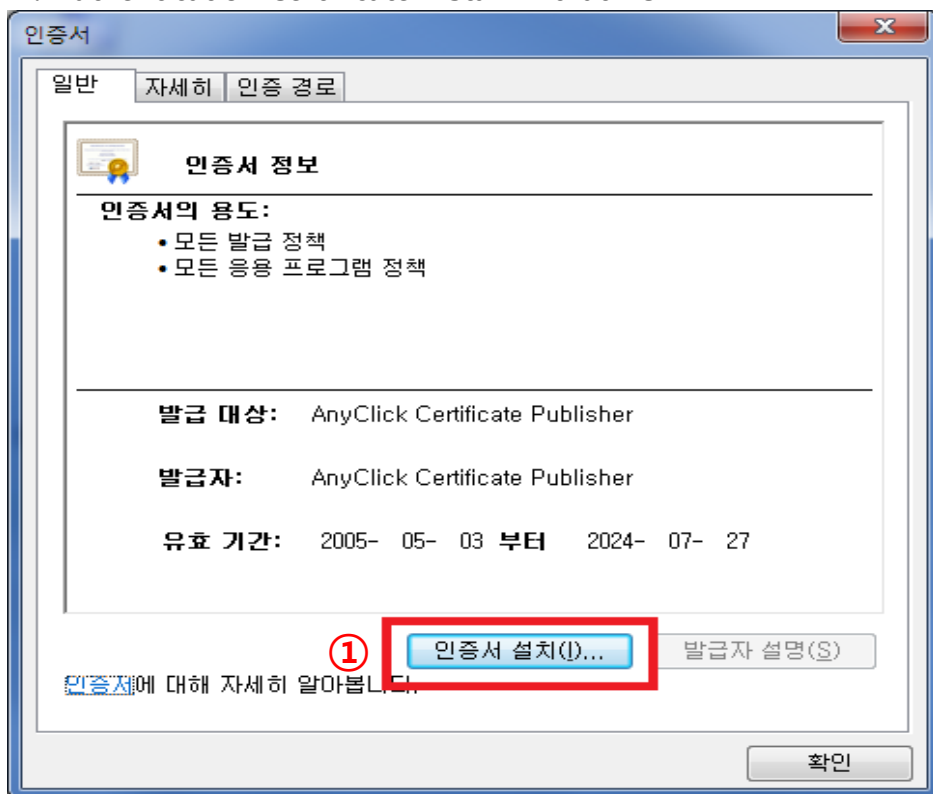 인증서
일반 자세히 인증 경로
인증서 정보
인증서의 용도:
• 모든 발급 정책
• 모든 응용 프로그램 정책
발급 대상: AnyClick Certificate Publisher
발급자: AnyClick Certificate Publisher
유효 기간: 2005- 05- 03 부터 2024- 07- 27
① 인증서 설치(I)... 발급자 설명(S)
인증서에 대해 자세히 알아봅니다.
확인